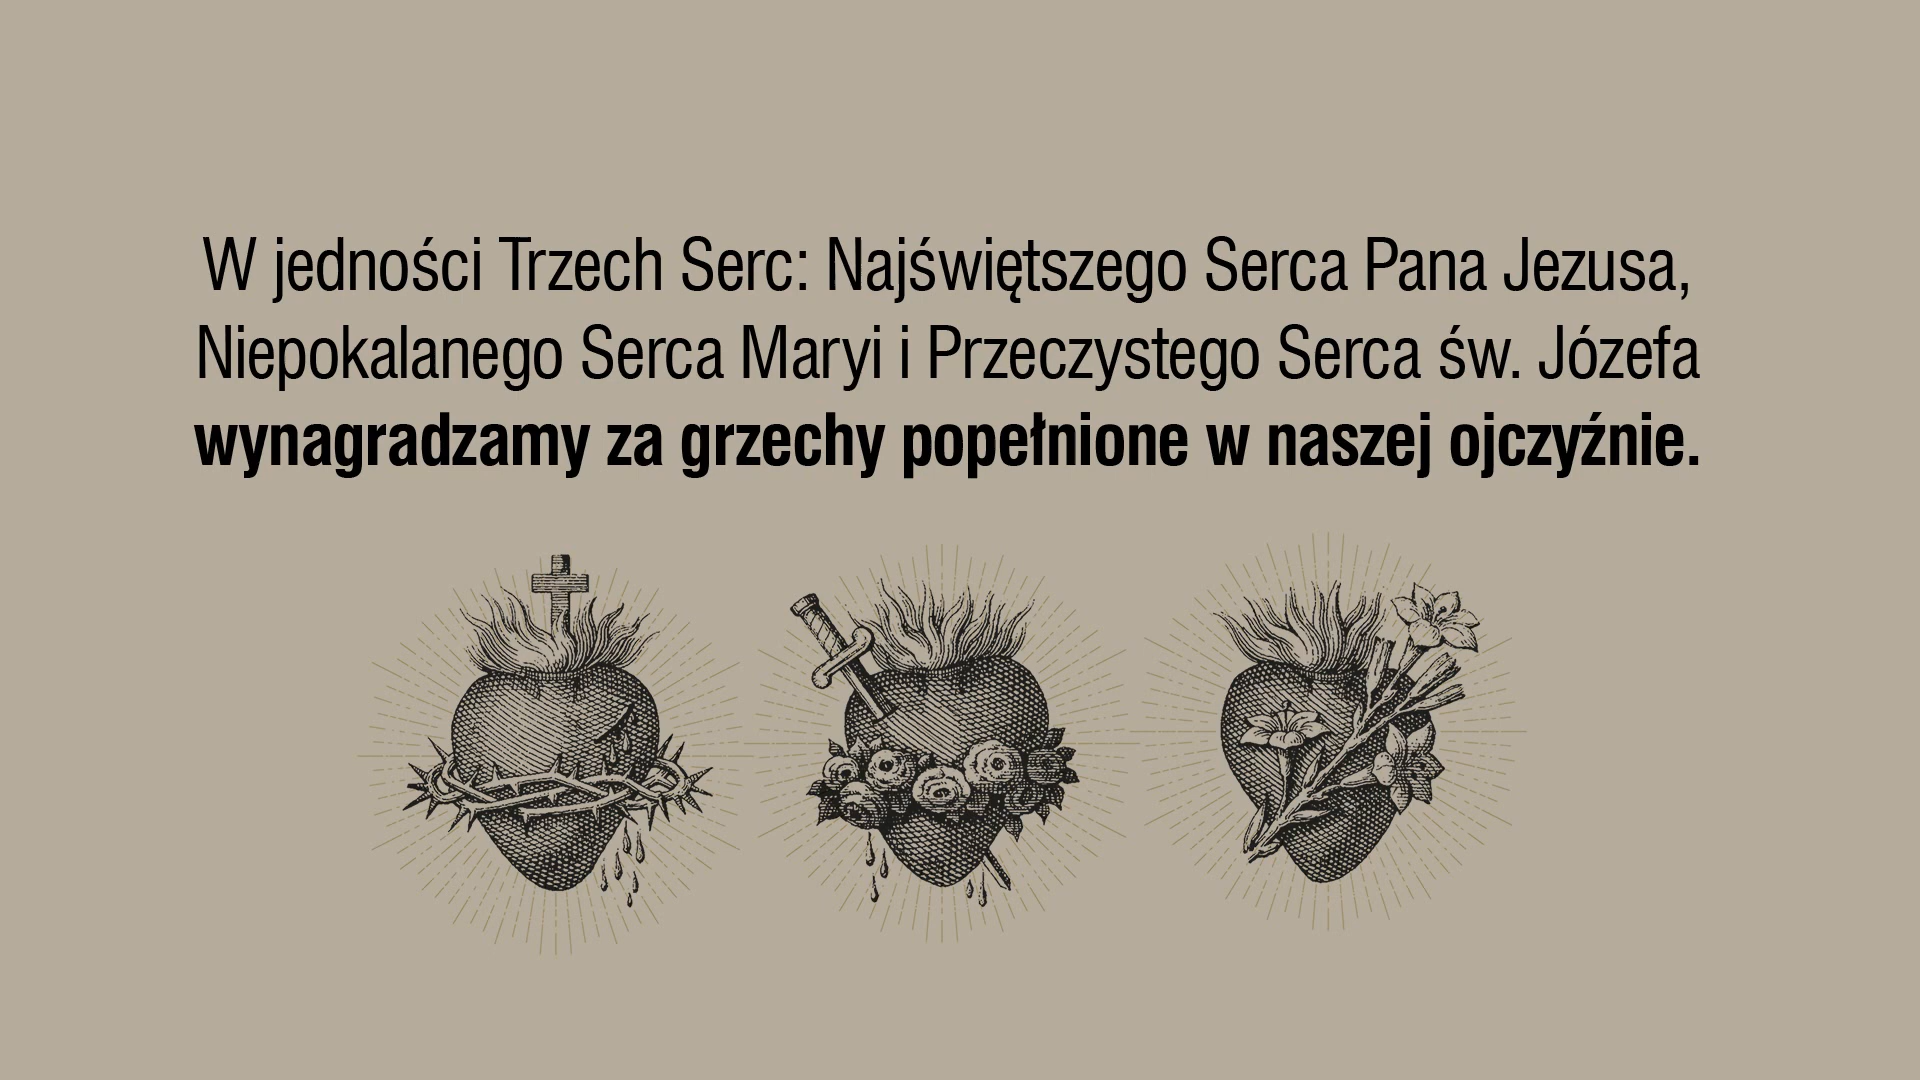 W jedności Trzech Serc: Najświętszego Serca Pana Jezusa,
Niepokalanego Serca Maryi i Przeczystego Serca św. Józefa
wynagradzamy za grzechy popełnione w naszej ojczyźnie.